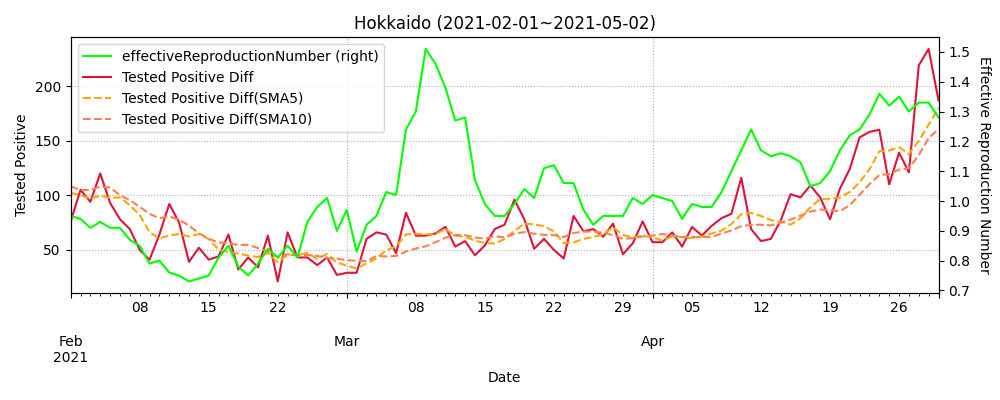 Hokkaido (2021-02-01~2021-05-02)
effectiveReproductionNumber (right)
Tested Positive Diff
Tested Positive Diff(SMA5)
Tested Positive Diff(SMA10)
Tested Positive
200
150
100
50
1.5
1.4
1.3
1.2
1.1
1.0
0.9
0.8
0.7
Effective Reproduction Number
08 15 22 08 15 22 29 05 12 19 26
Feb Mar Apr
2021
Date